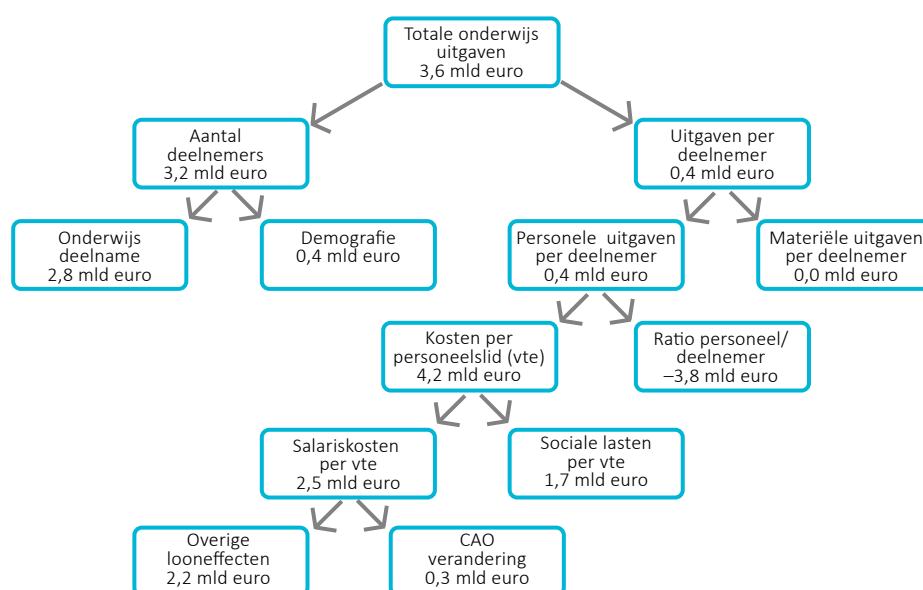 Totale onderwijs
uitgaven
3,6 mld euro
Aantal
deelnemers
3,2 mld euro
Uitgaven per
deelnemer
0,4 mld euro
Onderwijs
deelname
2,8 mld euro
Demografie
0,4 mld euro
Personele uitgaven
per deelnemer
0,4 mld euro
Materiële uitgaven
per deelnemer
0,0 mld euro
Kosten per
personeelslid (vte)
4,2 mld euro
Ratio personeel/
deelnemer
–3,8 mld euro
Salariskosten
per vte
2,5 mld euro
Sociale lasten
per vte
1,7 mld euro
Overige
looneffecten
2,2 mld euro
CAO
verandering
0,3 mld euro